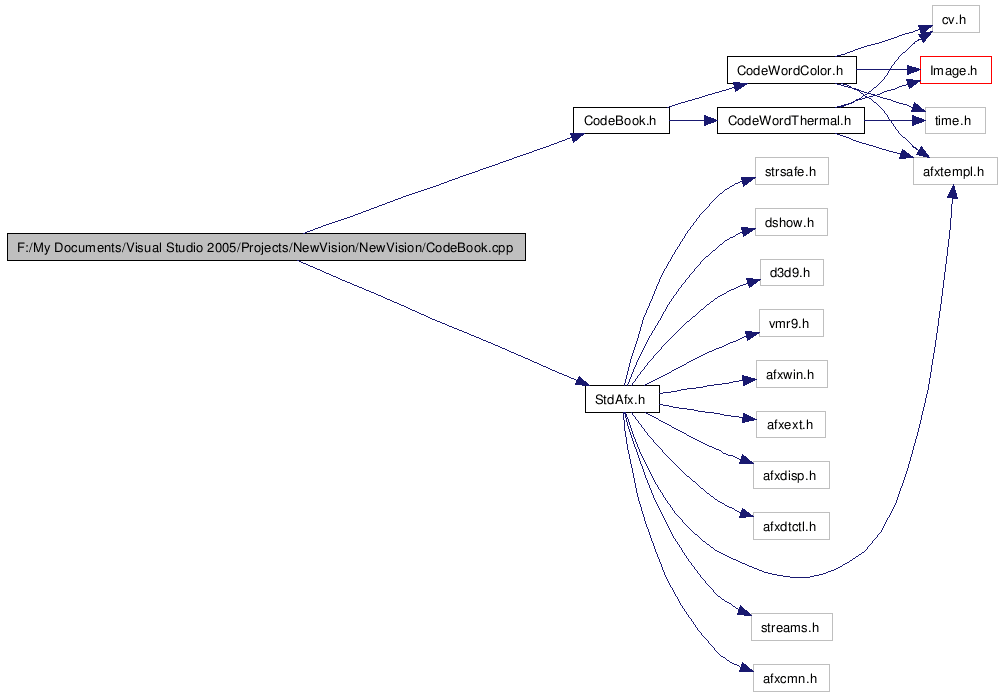 cv.h
CodeWordColor.h
Image.h
CodeBook.h
CodeWordThermal.h
time.h
strsafe.h
afxtempl.h
dshow.h
F:/My Documents/Visual Studio 2005/Projects/NewVision/NewVision/CodeBook.cpp
d3d9.h
vmr9.h
afxwin.h
StdAfx.h
afxext.h
afxdisp.h
afxdtctl.h
streams.h
afxcmn.h